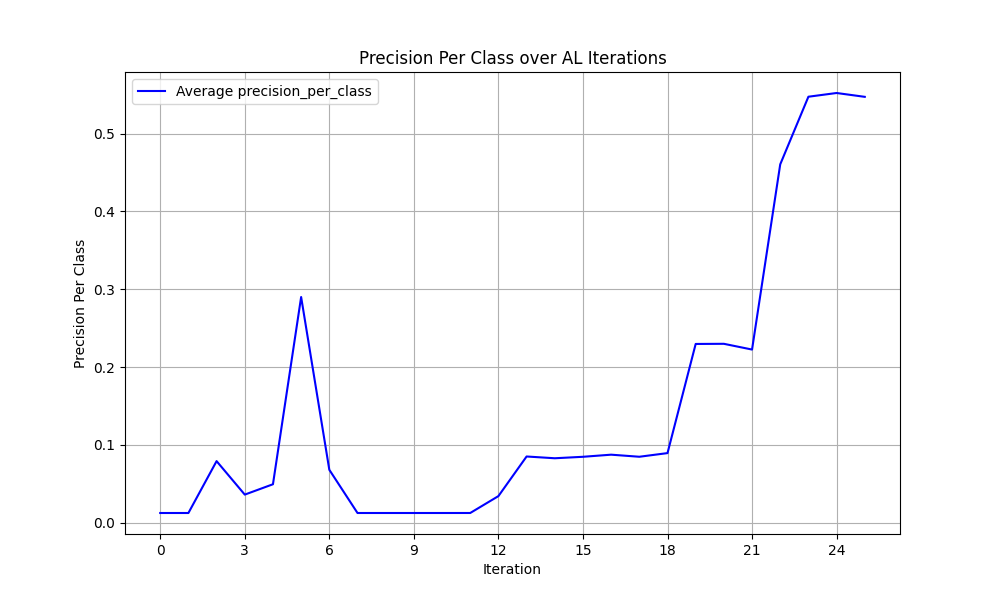 Precision Per Class over AL Iterations
Average precision_per_class
Precision Per Class
0.5
0.4
0.3
0.2
0.1
0.0
0 3 6 9 12 15 18 21 24
Iteration